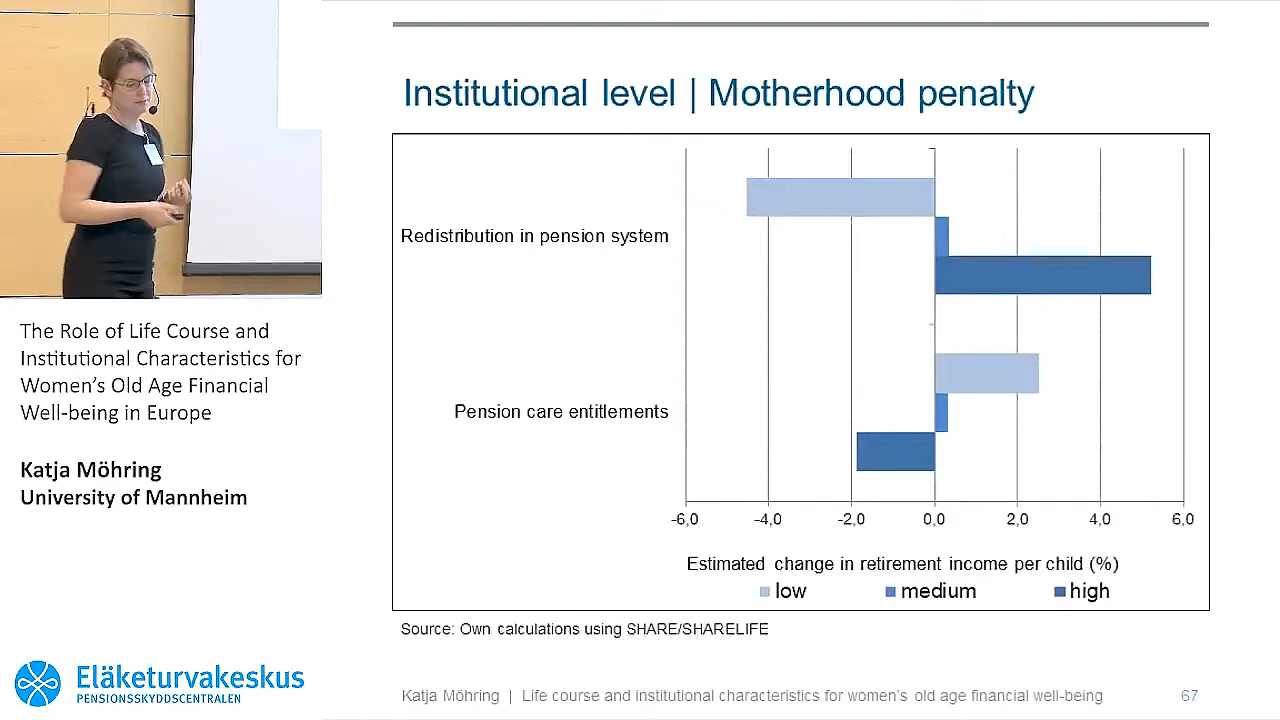 Institutional level | Motherhood penalty
Redistribution in pension system
Pension care entitlements
-6,0 -4,0 -2,0 0,0 2,0 4,0 6,0
Estimated change in retirement income per child (%)
low medium high
Source: Own calculations using SHARE/SHARELIFE
Katja Möhring | Life course and institutional characteristics for women's old age financial well-being 67
The Role of Life Course and
Institutional Characteristics for
Women's Old Age Financial
Well-being in Europe
Katja Möhring
University of Mannheim
Eläketurvakeskus
PENSIONSSKYDDSCENTRALEN